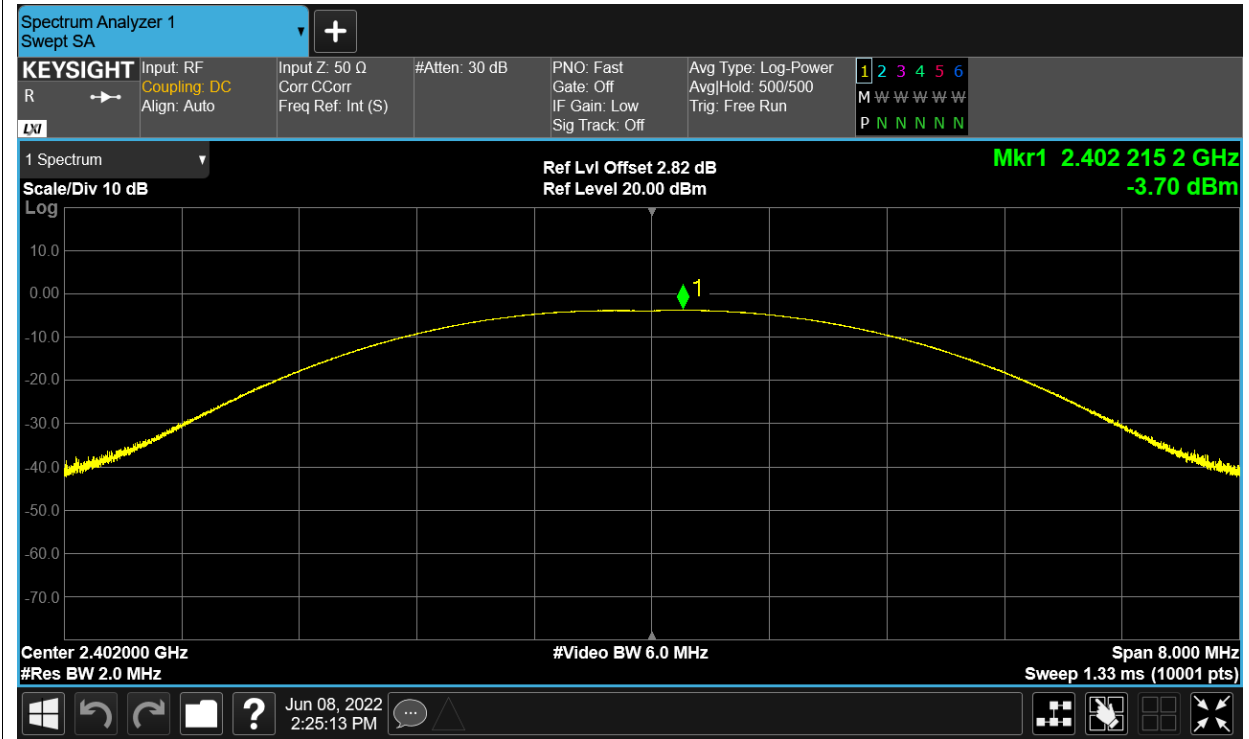 Spectrum Analyzer 1
Swept SA
KEYSIGHT
R
LXI
Input: RF
Coupling: DC
Align: Auto
Input Z: 50 Ω
Corr CCorr
Freq Ref: Int (S)
#Atten: 30 dB
PNO: Fast
Gate: Off
IF Gain: Low
Sig Track: Off
Avg Type: Log-Power
Avg|Hold: 500/500
Trig: Free Run
1 2 3 4 5 6
M W W W W W
P N N N N N
1 Spectrum
Scale/Div 10 dB
Ref Lvl Offset 2.82 dB
Ref Level 20.00 dBm
Mkr1 2.402 215 2 GHz
-3.70 dBm
Log
10.0
0.00
1
-10.0
-20.0
-30.0
-40.0
-50.0
-60.0
-70.0
Center 2.402000 GHz
#Video BW 6.0 MHz
Span 8.000 MHz
#Res BW 2.0 MHz
Sweep 1.33 ms (10001 pts)
?
Jun 08, 2022
2:25:13 PM